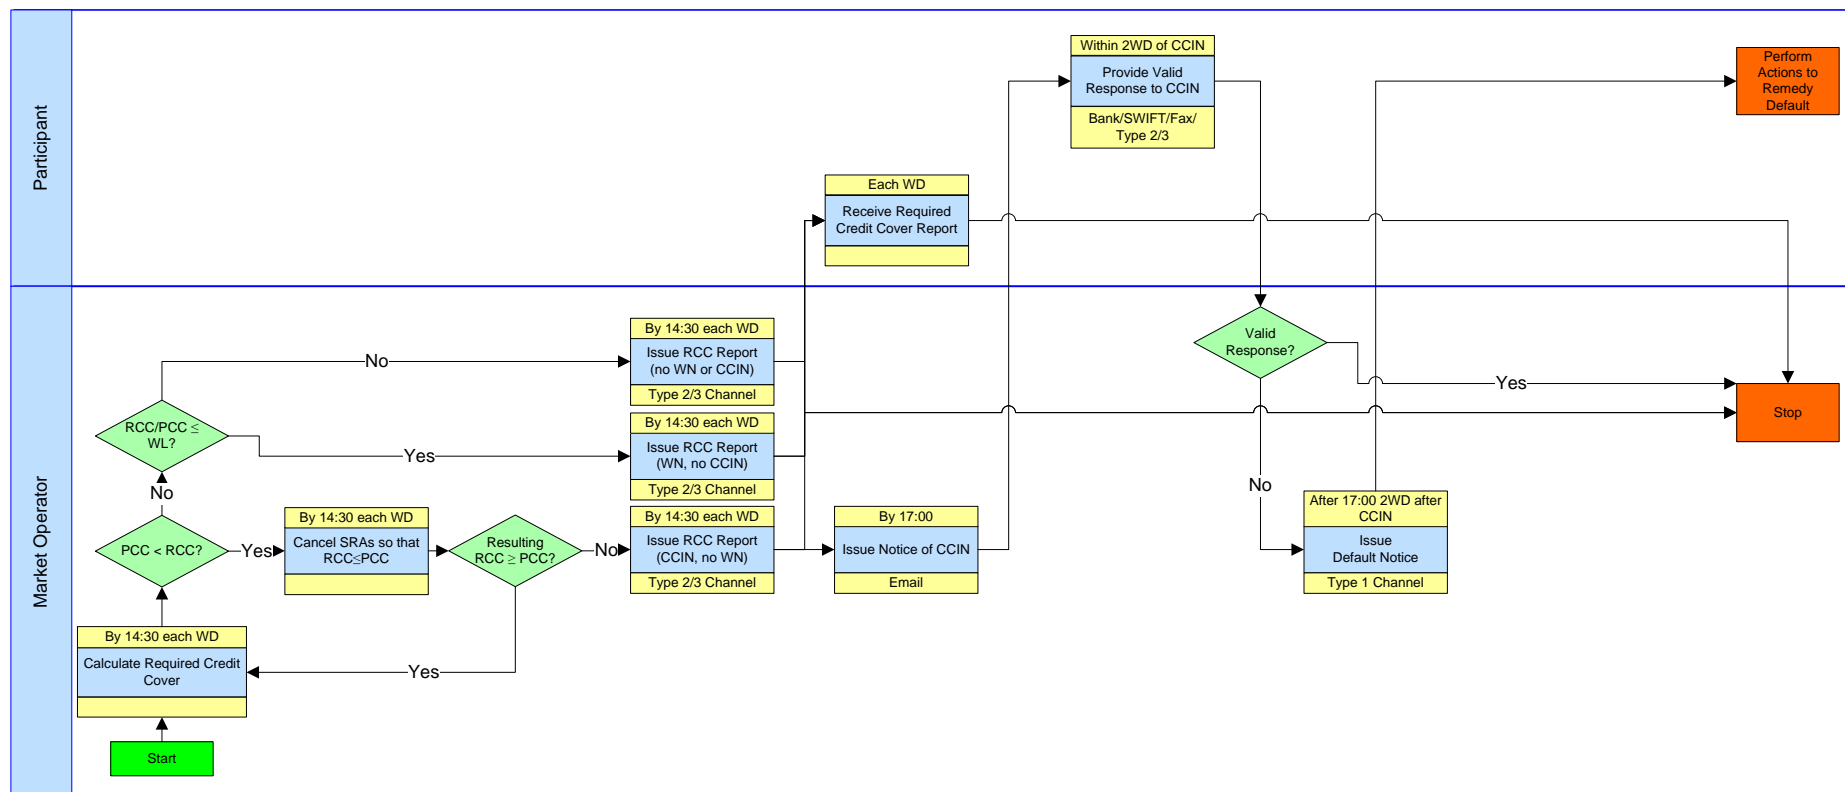 Participant
Within 2WD of CCIN
Provide Valid
Response to CCIN
Bank/SWIFT/Fax/
Type 2/3
Perform
Actions to
Remedy
Default
Each WD
Receive Required
Credit Cover Report
Market Operator
By 14:30 each WD
Issue RCC Report
(no WN or CCIN)
Type 2/3 Channel
No
Valid
Response?
Yes
Stop
RCC/PCC ≤
WL?
Yes
By 14:30 each WD
Issue RCC Report
(WN, no CCIN)
Type 2/3 Channel
No
No
PCC < RCC?
Yes
By 14:30 each WD
Cancel SRAs so that
RCC≤PCC
Resulting
RCC ≥ PCC?
No
By 14:30 each WD
Issue RCC Report
(CCIN, no WN)
Type 2/3 Channel
By 17:00
Issue Notice of CCIN
Email
After 17:00 2WD after
CCIN
Issue
Default Notice
Type 1 Channel
By 14:30 each WD
Calculate Required Credit
Cover
Yes
Start